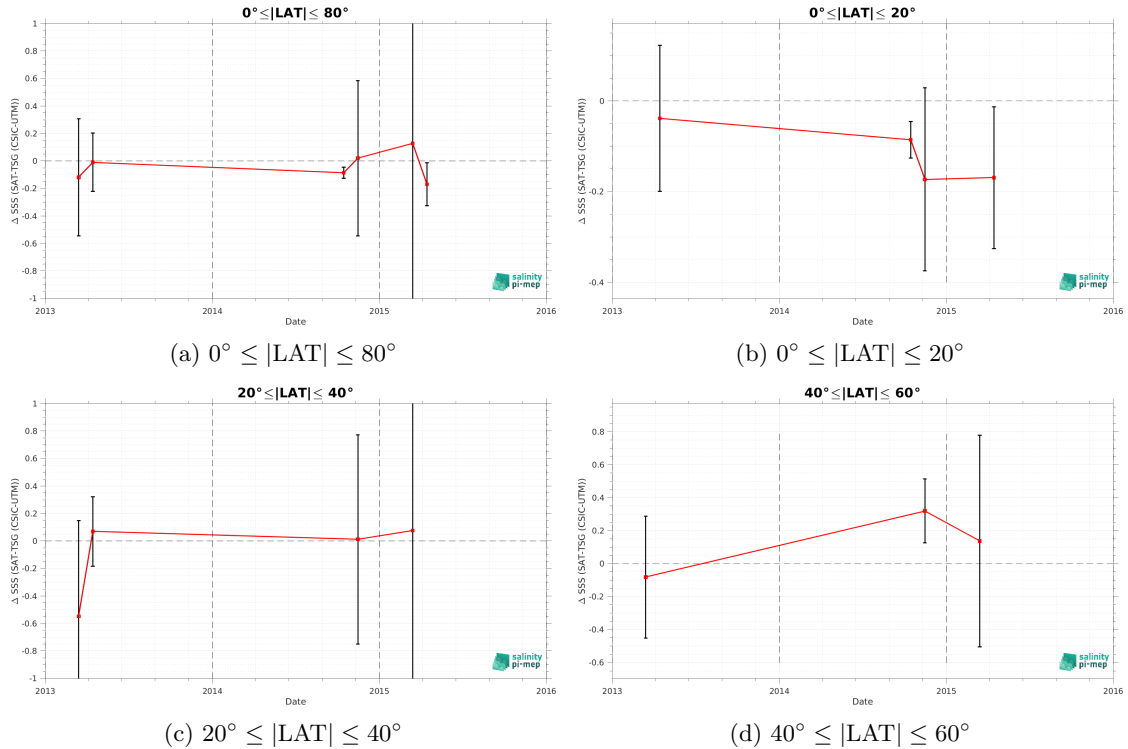 0°≤|LAT|≤ 80°
Δ SSS (SAT-TSG (CSIC-UTM))
1
0.8
0.6
0.4
0.2
0
-0.2
-0.4
-0.6
-0.8
-1
2013
2014
2015
2016
Date
salinity
pi-mep
(a) 0° ≤ |LAT| ≤ 80°
0°≤|LAT|≤ 20°
Δ SSS (SAT-TSG (CSIC-UTM))
0
-0.2
-0.4
2013
2014
2015
2016
Date
salinity
pi-mep
(b) 0° ≤ |LAT| ≤ 20°
20°≤|LAT|≤ 40°
Δ SSS (SAT-TSG (CSIC-UTM))
1
0.8
0.6
0.4
0.2
0
-0.2
-0.4
-0.6
-0.8
-1
2013
2014
2015
2016
Date
salinity
pi-mep
(c) 20° ≤ |LAT| ≤ 40°
40°≤|LAT|≤ 60°
Δ SSS (SAT-TSG (CSIC-UTM))
0.8
0.6
0.4
0.2
0
-0.2
-0.4
-0.6
2013
2014
2015
2016
Date
salinity
pi-mep
(d) 40° ≤ |LAT| ≤ 60°